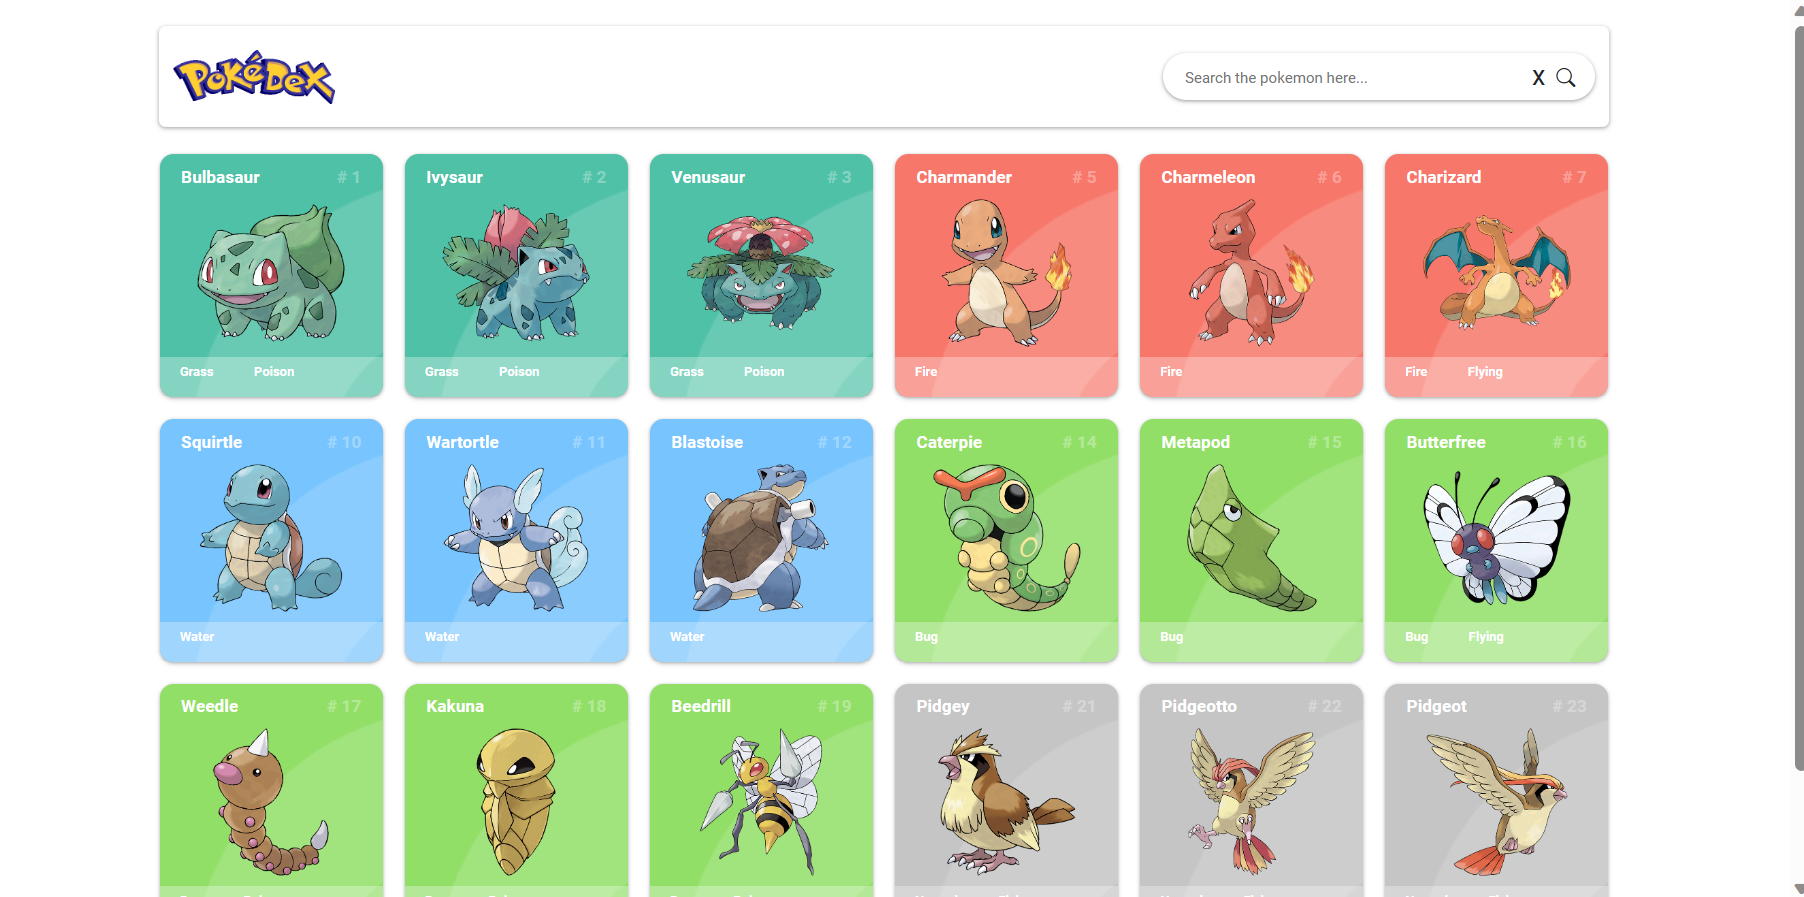 PokéDex
Search the pokemon here... X
Bulbasaur # 1
Ivysaur # 2
Venusaur # 3
Charmander # 5
Charmeleon # 6
Charizard # 7
Grass Poison
Grass Poison
Grass Poison
Fire
Fire
Fire Flying
Squirtle # 10
Wartortle # 11
Blastoise # 12
Caterpie # 14
Metapod # 15
Butterfree # 16
Water
Water
Water
Bug
Bug
Bug Flying
Weedle # 17
Kakuna # 18
Beedrill # 19
Pidgey # 21
Pidgeotto # 22
Pidgeot # 23